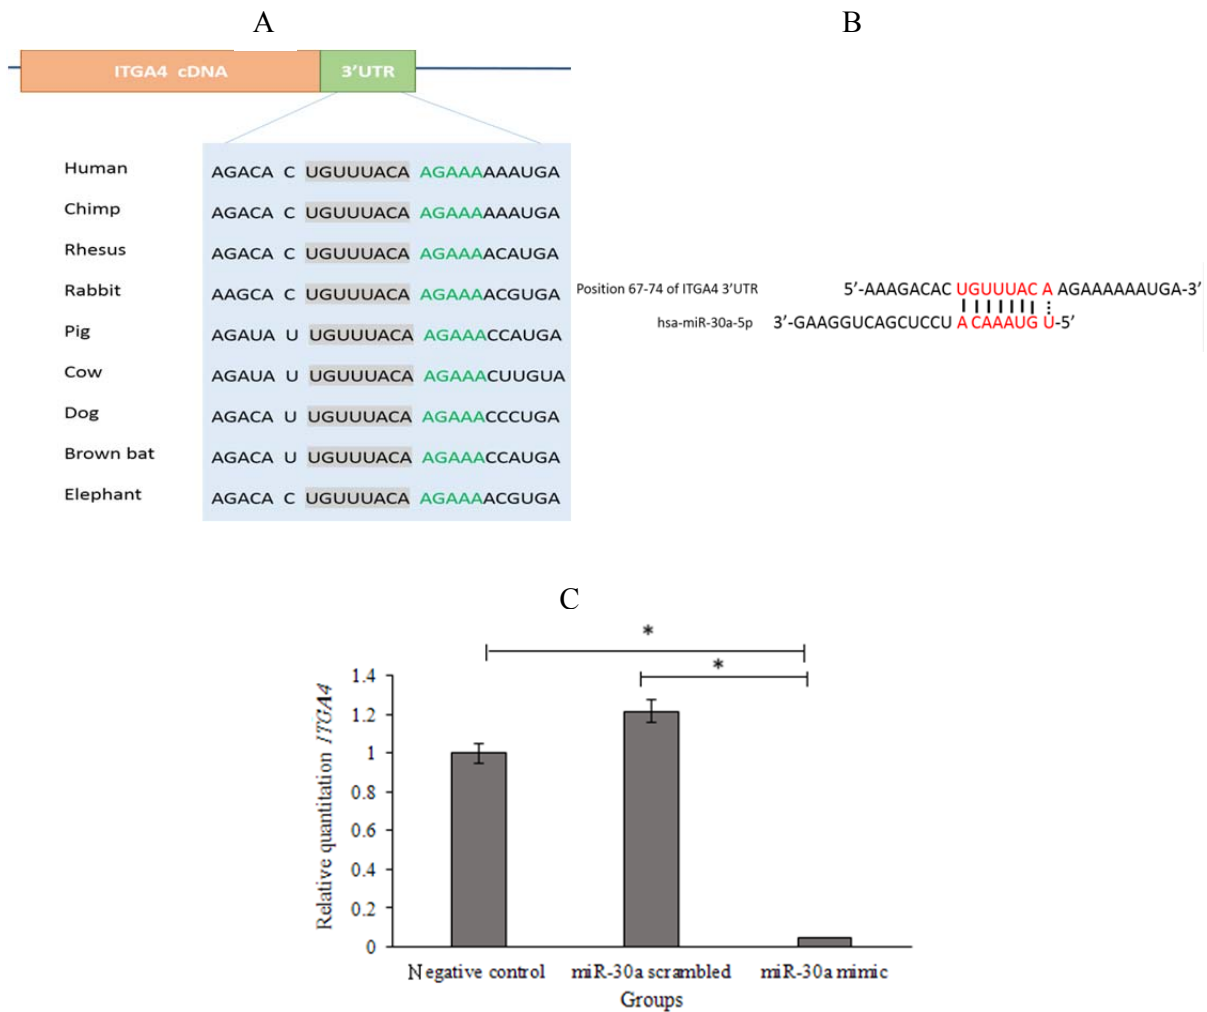 A
B
ITGA4 cDNA
3'UTR
Human AGACA C UGUUUACA AGAAAAAAUGA
Chimp AGACA C UGUUUACA AGAAAAAAUGA
Rhesus AGACA C UGUUUACA AGAAAACAUGA
Rabbit AAGCA C UGUUUACA AGAAAACGUGA
Pig AGAUA U UGUUUACA AGAAACCAUGA
Cow AGAUA U UGUUUACA AGAAACUUGUA
Dog AGACA U UGUUUACA AGAAACCCUGA
Brown bat AGACA U UGUUUACA AGAAACCAUGA
Elephant AGACA C UGUUUACA AGAAAACGUGA
Position 67-74 of ITGA4 3'UTR 5'-AAAGACAC UGUUUAC A AGAAAAAAUGA-3'
hsa-miR-30a-5p 3'-GAAGGUCAGCUCCU A CAAAUG U-5'
C
*
*
Relative quantitation ITGA4
1.4
1.2
1
0.8
0.6
0.4
0.2
0
Negative control miR-30a scrambled miR-30a mimic
Groups